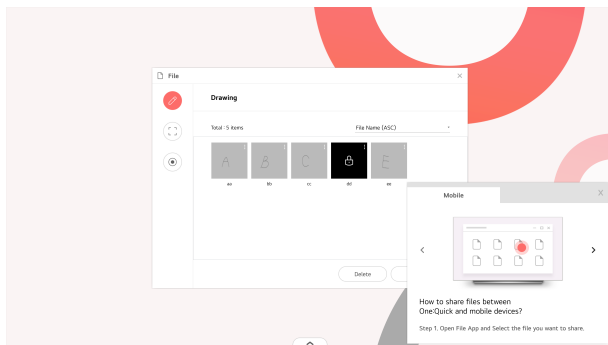 File
Drawing
Total : 5 items
File Name (ASC)
A
B
C
E
aa
bb
cc
dd
ee
Delete
Mobile
X
How to share files between
One:Quick and mobile devices?
Step 1. Open File App and Select the file you want to share.